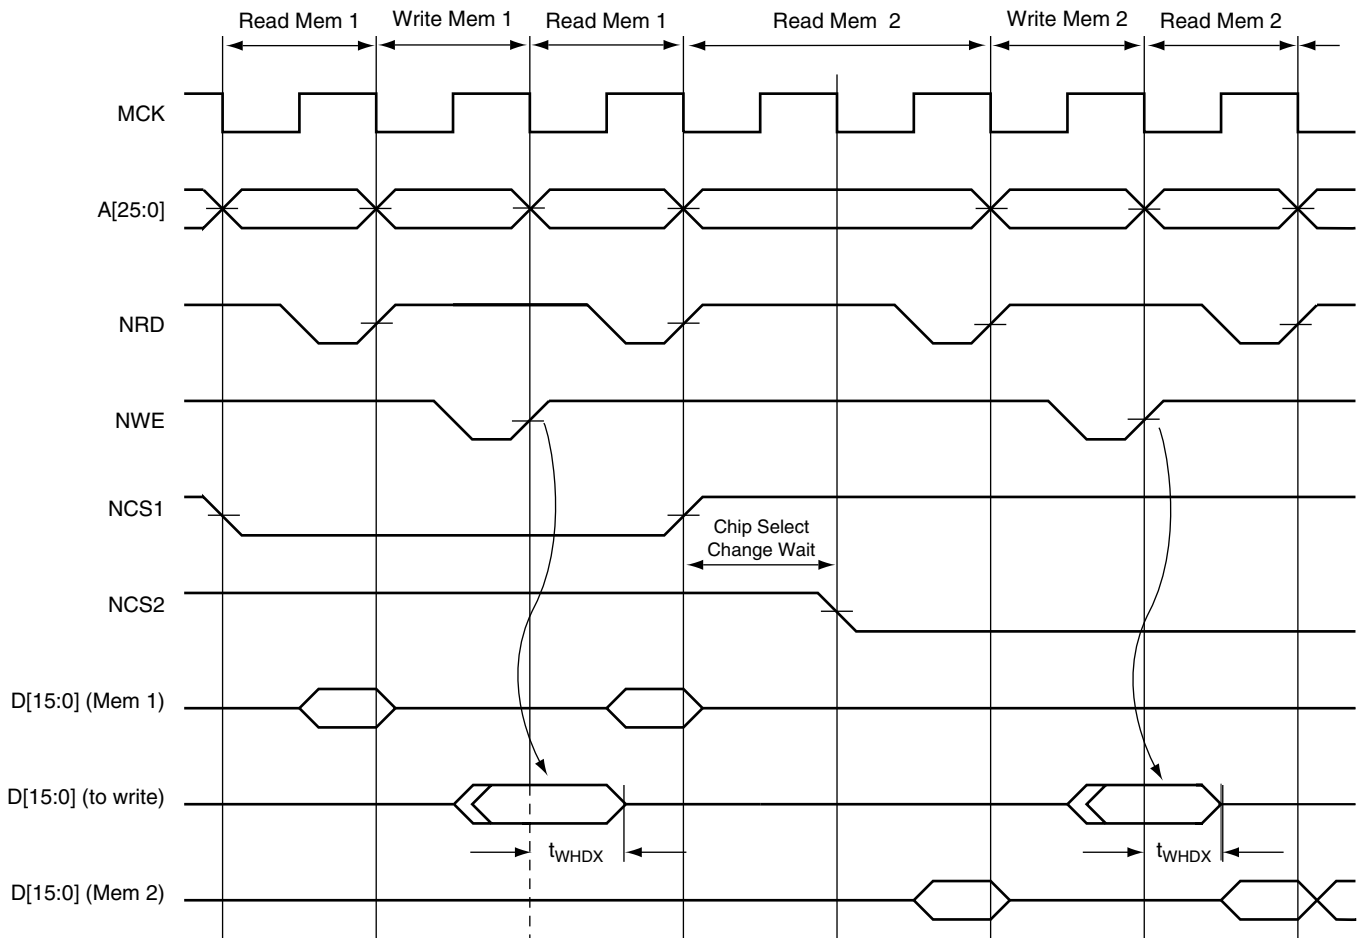 Read Mem 1 Write Mem 1 Read Mem 1 Read Mem 2 Write Mem 2 Read Mem 2
MCK
A[25:0]
NRD
NWE
NCS1
Chip Select
Change Wait
NCS2
D[15:0] (Mem 1)
D[15:0] (to write)
tWHDX tWHDX
D[15:0] (Mem 2)